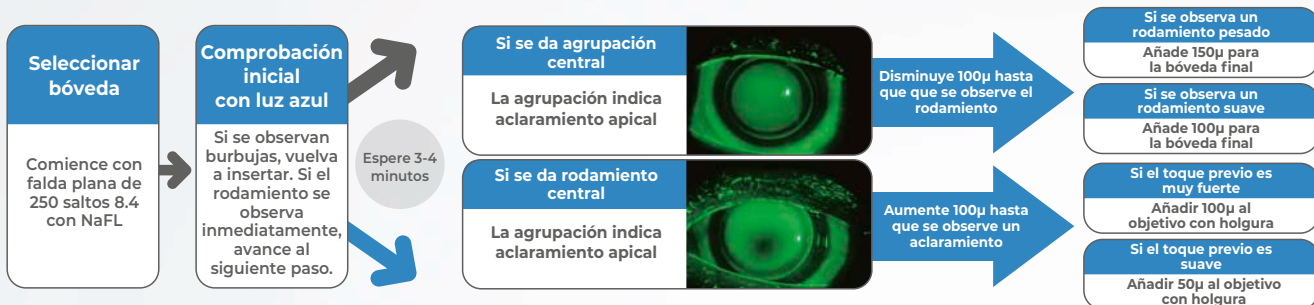 Seleccionar
bóveda
Comience con
falda plana de
250 saltos 8.4
con NaFL
Comprobación
inicial
con luz azul
Si se observan
burbujas, vuelva
a insertar. Si el
rodamiento se
observa
inmediatamente,
avance al
siguiente paso.
Espere 3-4
minutos
Si se da agrupación
central
La agrupación indica
aclaramiento apical
Disminuye 100µ hasta
que que se observe el
rodamiento
Si se observa un
rodamiento pesado
Añade 150µ para
la bóveda final
Si se observa un
rodamiento suave
Añade 100µ para
la bóveda final
Si se da rodamiento
central
La agrupación indica
aclaramiento apical
Aumente 100µ hasta
que se observe un
aclaramiento
Si el toque previo es
muy fuerte
Añadir 100µ al
objetivo con holgura
Si el toque previo es
suave
Añadir 50µ al objetivo
con holgura